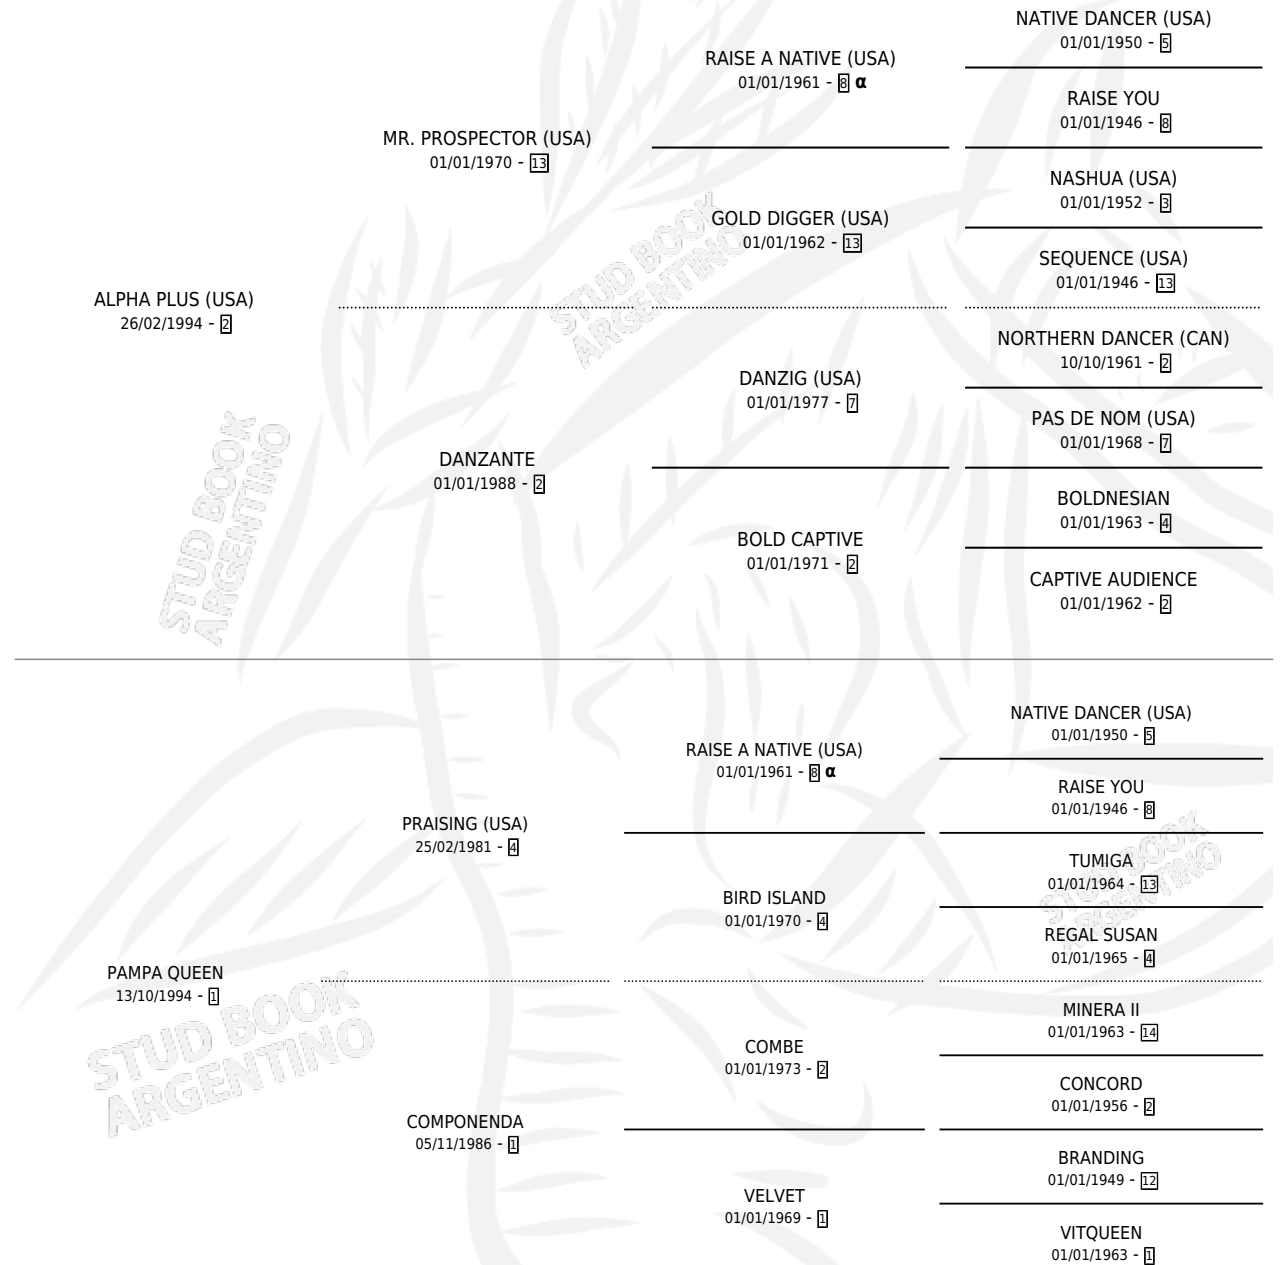 NATIVE DANCER (USA)
01/01/1950 - 5
RAISE A NATIVE (USA)
01/01/1961 - 8 α
RAISE YOU
01/01/1946 - 8
MR. PROSPECTOR (USA)
01/01/1970 - 13
NASHUA (USA)
01/01/1952 - 3
GOLD DIGGER (USA)
01/01/1962 - 13
SEQUENCE (USA)
01/01/1946 - 13
ALPHA PLUS (USA)
26/02/1994 - 2
NORTHERN DANCER (CAN)
10/10/1961 - 2
DANZIG (USA)
01/01/1977 - 7
PAS DE NOM (USA)
01/01/1968 - 7
DANZANTE
01/01/1988 - 2
BOLDNESIAN
01/01/1963 - 4
BOLD CAPTIVE
01/01/1971 - 2
CAPTIVE AUDIENCE
01/01/1962 - 2
NATIVE DANCER (USA)
01/01/1950 - 5
RAISE A NATIVE (USA)
01/01/1961 - 8 α
RAISE YOU
01/01/1946 - 8
PRAISING (USA)
25/02/1981 - 4
TUMIGA
01/01/1964 - 13
BIRD ISLAND
01/01/1970 - 4
REGAL SUSAN
01/01/1965 - 4
PAMPA QUEEN
13/10/1994 - 1
MINERA II
01/01/1963 - 14
COMBE
01/01/1973 - 2
CONCORD
01/01/1956 - 2
COMPONENDA
05/11/1986 - 1
BRANDING
01/01/1949 - 12
VELVET
01/01/1969 - 1
VITQUEEN
01/01/1963 - 1
STUD BOOK
ARGENTINO
STUD BOOK
ARGENTINO
STUD BOOK
ARGENTINO
STUD BOOK
ARGENTINO